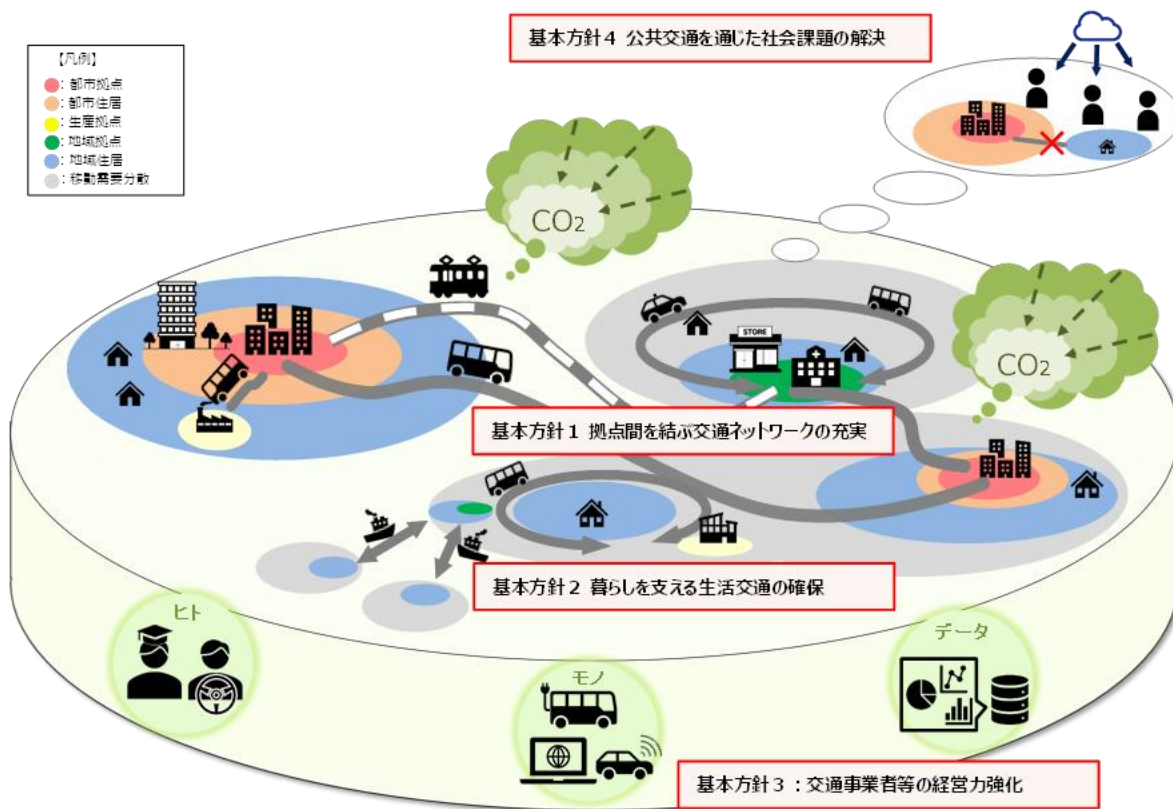 基本方針4 公共交通を通じた社会課題の解決
【凡例】
：都市拠点
：都市住居
：生産拠点
：地域拠点
：地域住居
：移動需要分散
CO₂
STORE
CO₂
基本方針1 拠点間を結ぶ交通ネットワークの充実
基本方針2 暮らしを支える生活交通の確保
ヒト
モノ
データ
基本方針3：交通事業者等の経営力強化